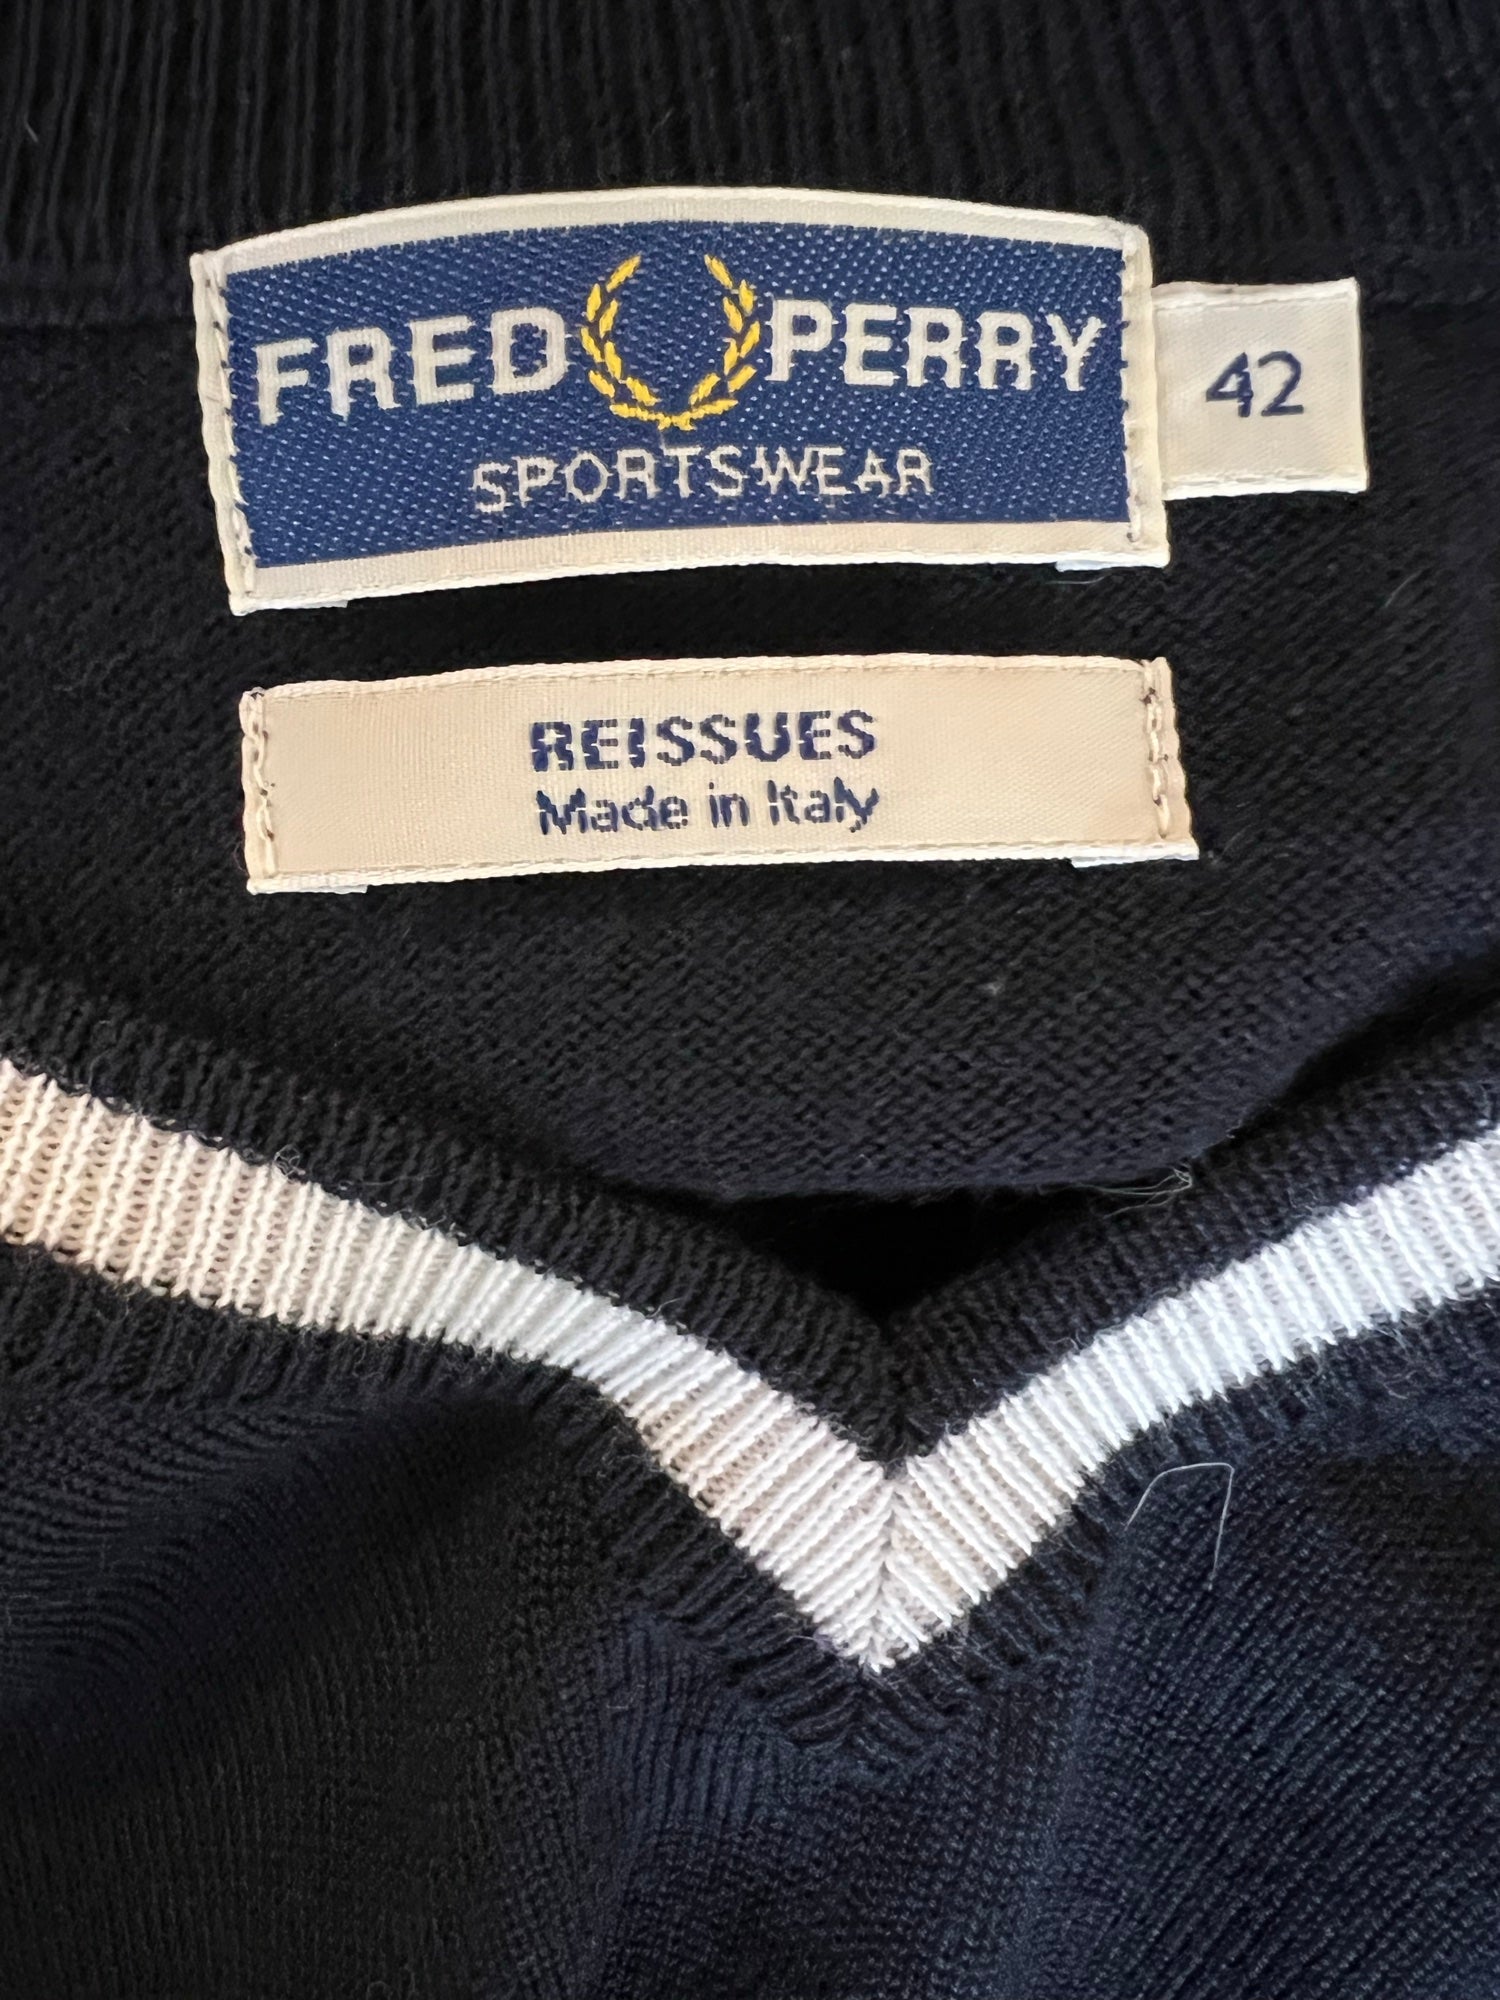 FRED PERRY
SPORTSWEAR
42
REISSUES
Made in Italy